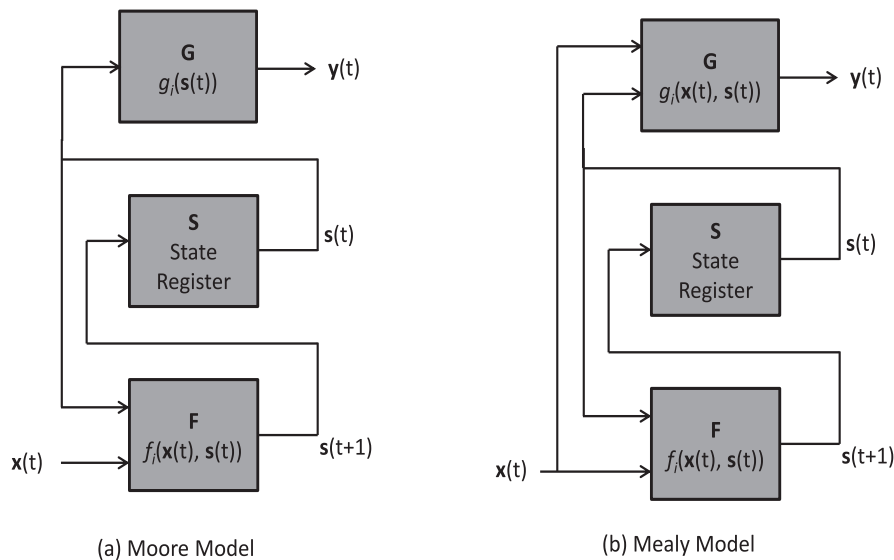 G
gi(s(t))
y(t)
S
State
Register
s(t)
F
fi(x(t), s(t))
x(t)
s(t+1)
(a) Moore Model
G
gi(x(t), s(t))
y(t)
S
State
Register
s(t)
F
fi(x(t), s(t))
x(t)
s(t+1)
(b) Mealy Model